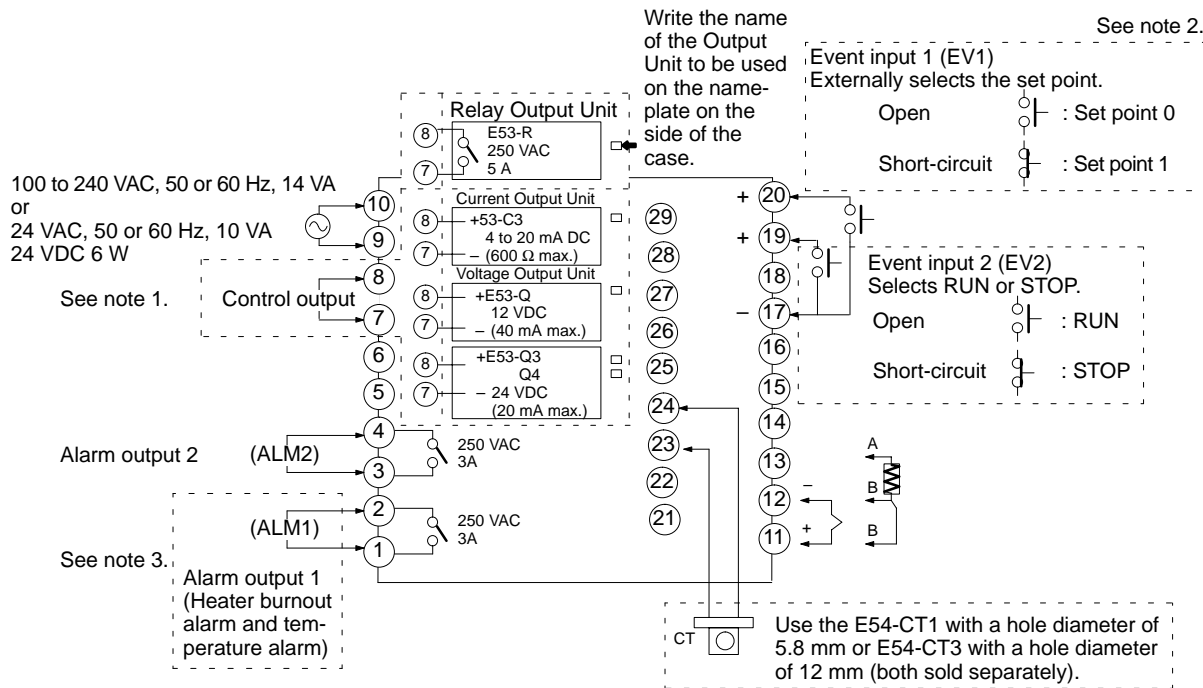 Write the name
of the Output
Unit to be used
on the name-
plate on the
side of the
case.
See note 2.
Event input 1 (EV1)
Externally selects the set point.
Open : Set point 0
Short-circuit : Set point 1
Relay Output Unit
8 E53-R
250 VAC
7 5 A
100 to 240 VAC, 50 or 60 Hz, 14 VA
or
24 VAC, 50 or 60 Hz, 10 VA
24 VDC 6 W
10
9
8
7
6
5
4
3
2
1
See note 1.
Control output
Current Output Unit
8 +53-C3
4 to 20 mA DC
7 – (600 Ω max.)
Voltage Output Unit
8 +E53-Q
12 VDC
7 – (40 mA max.)
8 +E53-Q3
Q4
7 – 24 VDC
(20 mA max.)
29
28
27
26
25
24
23
22
21
+ 20
+ 19
18
– 17
16
15
14
13
12
11
Event input 2 (EV2)
Selects RUN or STOP.
Open : RUN
Short-circuit : STOP
Alarm output 2 (ALM2)
250 VAC
3A
(ALM1)
250 VAC
3A
See note 3.
Alarm output 1
(Heater burnout
alarm and tem-
perature alarm)
–
+
A
B
B
CT
Use the E54-CT1 with a hole diameter of
5.8 mm or E54-CT3 with a hole diameter
of 12 mm (both sold separately).